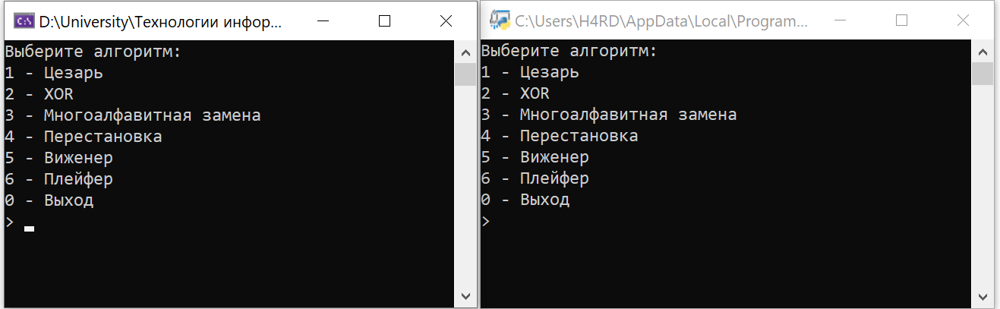 D:\University\Технологии инфор...
Выберите алгоритм:
1 - Цезарь
2 - XOR
3 - Многоалфавитная замена
4 - Перестановка
5 - Виженер
6 - Плейфер
0 - Выход
>
C:\Users\H4RD\AppData\Local\Program...
Выберите алгоритм:
1 - Цезарь
2 - XOR
3 - Многоалфавитная замена
4 - Перестановка
5 - Виженер
6 - Плейфер
0 - Выход
>